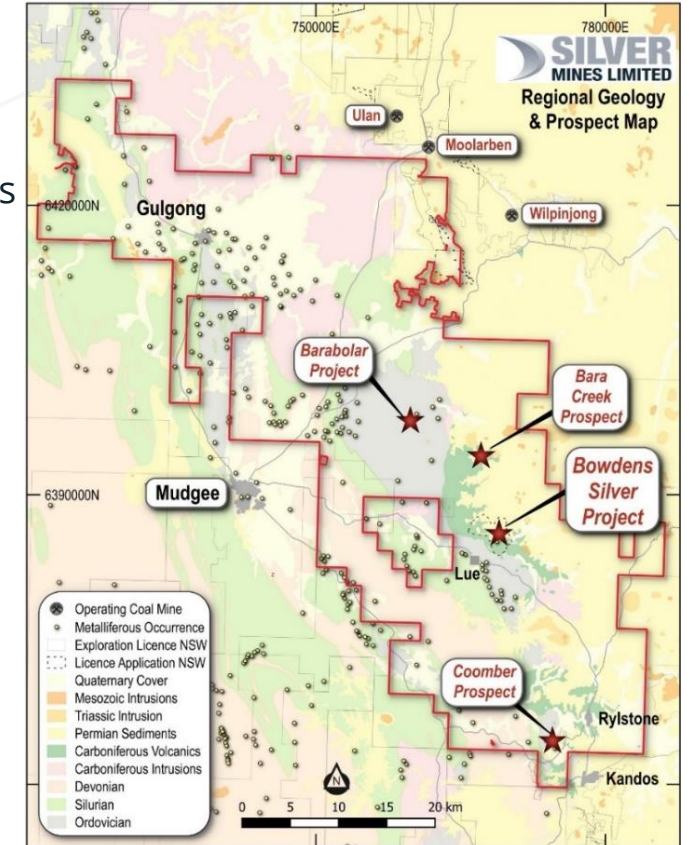 750000E
780000E
SILVER
MINES LIMITED
Regional Geology
& Prospect Map
Ulan
Moolarben
s
6420000N
Gulgong
Wilpinjong
Barabolar
Project
Bara
Creek
Prospect
Bowdens
Silver
Project
6390000N
Mudgee
Lue
Operating Coal Mine
Metalliferous Occurrence
Exploration Licence NSW
Licence Application NSW
Quaternary Cover
Mesozoic Intrusions
Triassic Intrusion
Permian Sediments
Carboniferous Volcanics
Carboniferous Intrusions
Devonian
Silurian
Ordovician
Coomber
Prospect
Rylstone
Kandos
N
0 5 10 15 20 km